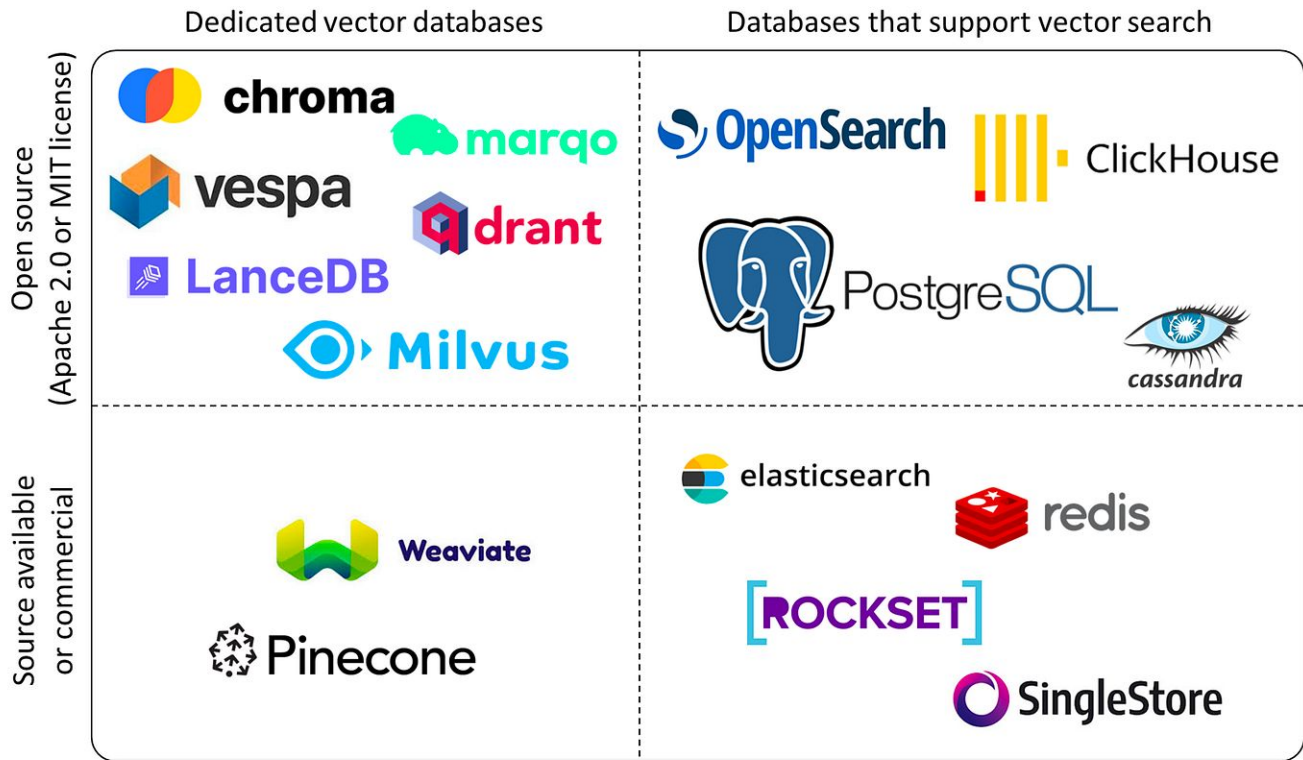 Dedicated vector databases
Databases that support vector search
Open source
(Apache 2.0 or MIT license)
chroma
marqo
vespa
qdrant
LanceDB
Milvus
OpenSearch
ClickHouse
PostgreSQL
cassandra
Source available
or commercial
Weaviate
Pinecone
elasticsearch
redis
[ROCKSET]
SingleStore